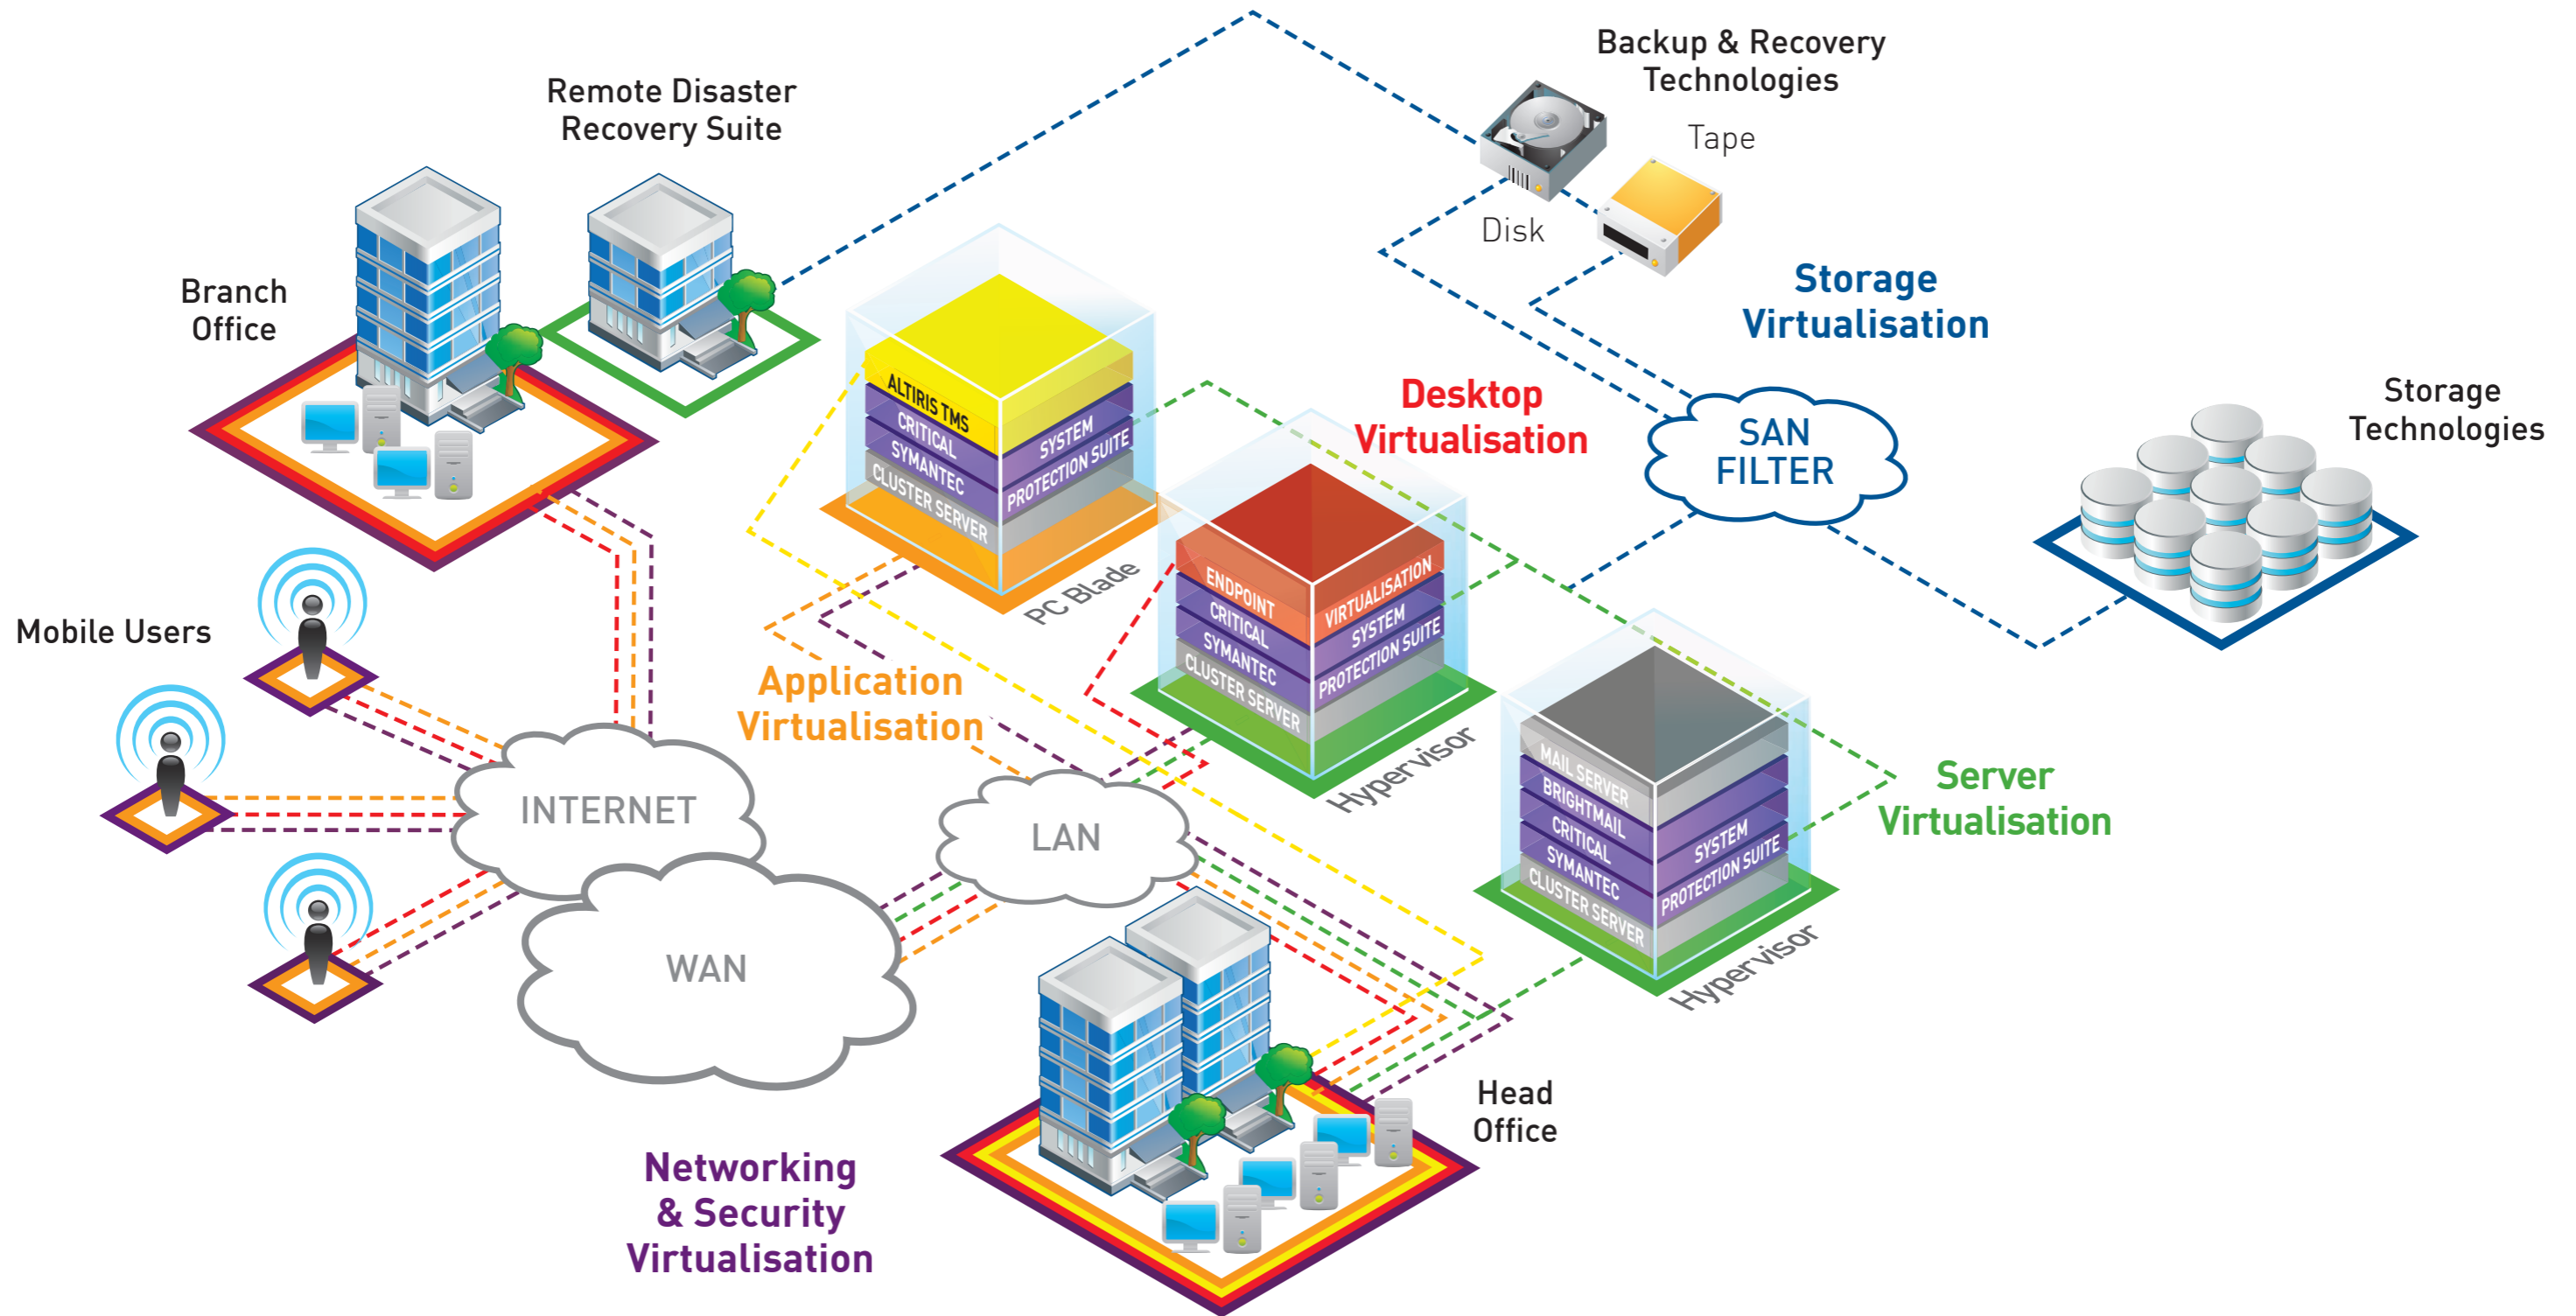 Backup & Recovery
Technologies
Tape
Disk
Remote Disaster
Recovery Suite
Branch
Office
Storage
Virtualisation
Desktop
Virtualisation
SAN
FILTER
Storage
Technologies
ALTIRIS TMS
CRITICAL
SYSTEM
SYMANTEC
PROTECTION SUITE
CLUSTER SERVER
PC Blade
ENDPOINT
VIRTUALISATION
CRITICAL
SYSTEM
SYMANTEC
PROTECTION SUITE
CLUSTER SERVER
Hypervisor
Mobile Users
Application
Virtualisation
MAIL SERVER
BRIGHTMAIL
CRITICAL
SYSTEM
SYMANTEC
PROTECTION SUITE
CLUSTER SERVER
Hypervisor
Server
Virtualisation
INTERNET
LAN
WAN
Head
Office
Networking
& Security
Virtualisation